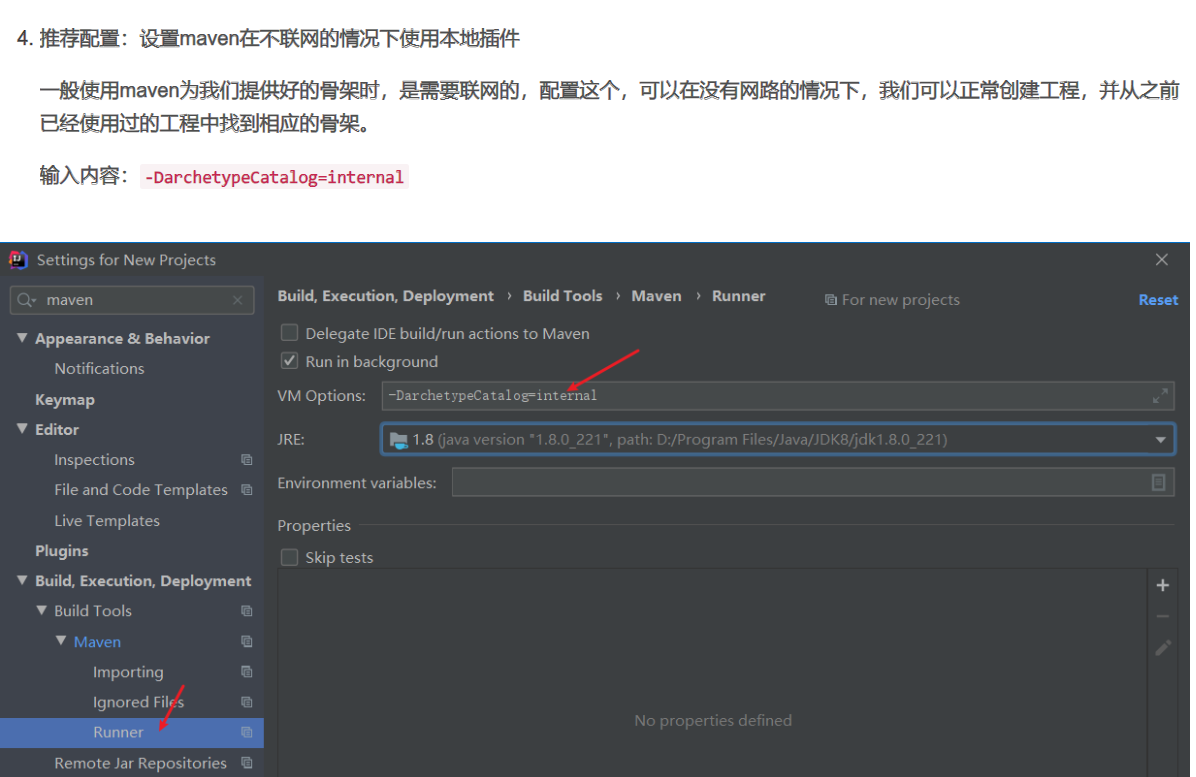 4. 推荐配置：设置maven在不联网的情况下使用本地插件
一般使用maven为我们提供好的骨架时，是需要联网的，配置这个，可以在没有网路的情况下，我们可以正常创建工程，并从之前
已经使用过的工程中找到相应的骨架。
输入内容： -DarchetypeCatalog=internal
Settings for New Projects
maven
Build, Execution, Deployment › Build Tools › Maven › Runner
For new projects
Reset
Appearance & Behavior
Notifications
Keymap
Editor
Inspections
File and Code Templates
Live Templates
Plugins
Build, Execution, Deployment
Build Tools
Maven
Importing
Ignored Files
Runner
Remote Jar Repositories
Delegate IDE build/run actions to Maven
Run in background
VM Options: -DarchetypeCatalog=internal
JRE: 1.8 (java version "1.8.0_221", path: D:/Program Files/Java/JDK8/jdk1.8.0_221)
Environment variables:
Properties
Skip tests
No properties defined